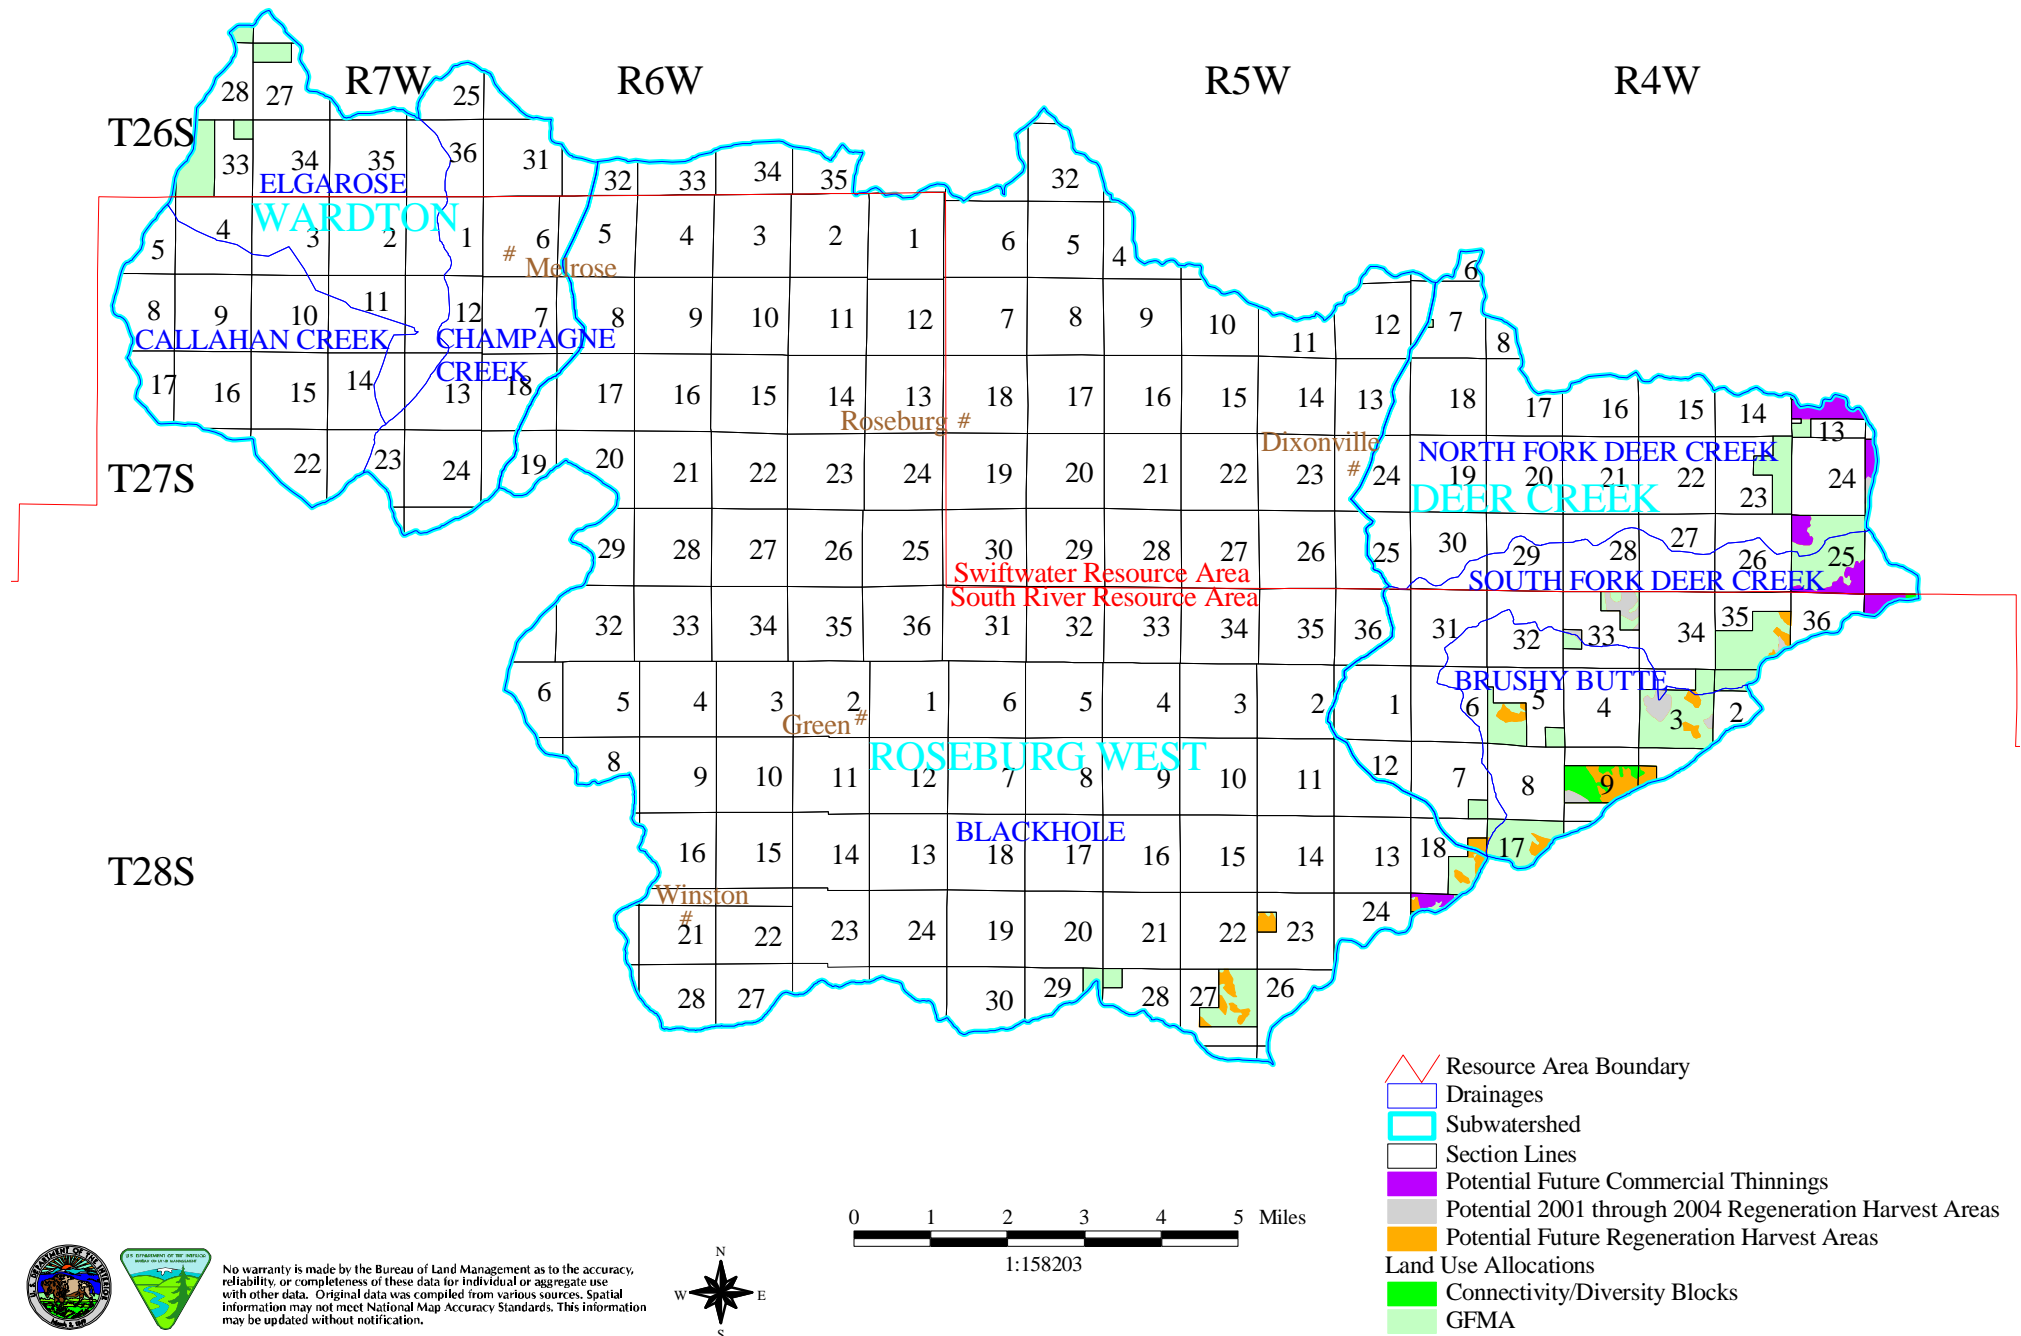 R7W R6W R5W R4W
28 27 25
T26S
33 34 35 36 31 32 33 34 35 32
ELGAROSE
WARDTON
5 4 3 2 1 6 5 4 3 2 1 6 5 4 6
# Melrose
8 9 10 11 12 7 8 9 10 11 12 7 8 9 10 11 12 7 8
CALLAHAN CREEK CHAMPAGNE
CREEK
17 16 15 14 13 18 17 16 15 14 13 18 17 16 15 14 13 18 17 16 15 14 13
Roseburg #
Dixonville
#
NORTH FORK DEER CREEK
T27S
22 23 24 19 20 21 22 23 24 19 20 21 22 23 24 19 20 21 22 23 24
DEER CREEK
29 28 27 26 25 30 29 28 27 26 25 30 29 28 27 26 25
Swiftwater Resource Area
SOUTH FORK DEER CREEK
South River Resource Area
32 33 34 35 36 31 32 33 34 35 36 31 32 33 34 35 36
BRUSHY BUTTE
6 5 4 3 2 1 6 5 4 3 2 1 6 5 4 3 2
Green #
ROSEBURG WEST
8 9 10 11 12 7 8 9 10 11 12 7 8 9
BLACKHOLE
T28S
16 15 14 13 18 17 16 15 14 13 18 17
Winston
#
21 22 23 24 19 20 21 22 23 24
28 27 30 29 28 27 26
Resource Area Boundary
Drainages
Subwatershed
Section Lines
Potential Future Commercial Thinnings
Potential 2001 through 2004 Regeneration Harvest Areas
Potential Future Regeneration Harvest Areas
Land Use Allocations
Connectivity/Diversity Blocks
GFMA
0 1 2 3 4 5 Miles
1:158203
N
W E
S
U.S. DEPARTMENT OF THE INTERIOR
March 3, 1849
U.S. DEPARTMENT OF THE INTERIOR
BUREAU OF LAND MANAGEMENT
No warranty is made by the Bureau of Land Management as to the accuracy,
reliability, or completeness of these data for individual or aggregate use
with other data. Original data was compiled from various sources. Spatial
information may not meet National Map Accuracy Standards. This information
may be updated without notification.